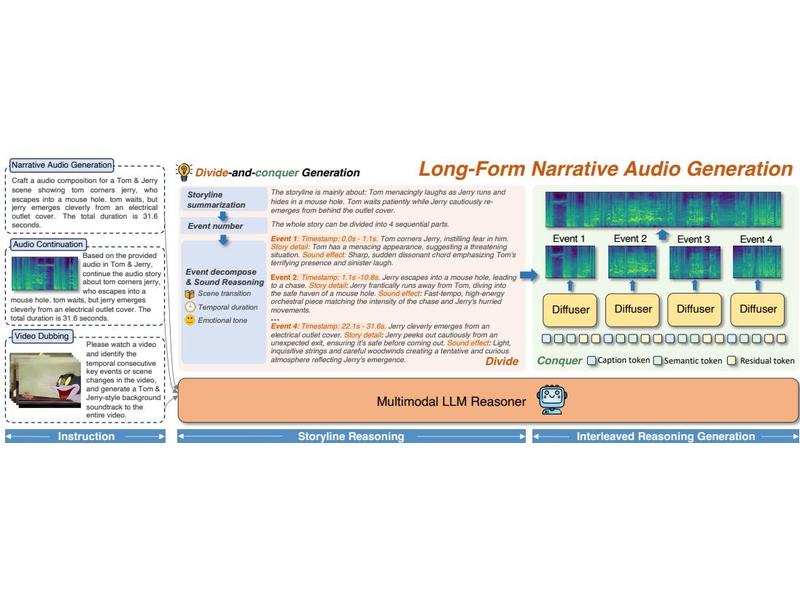 Narrative Audio Generation
Craft a audio composition for a Tom & Jerry
scene showing tom corners jerry, who
escapes into a mouse hole. tom waits, but
jerry emerges cleverly from an electrical
outlet cover. The total duration is 31.6
seconds.
Audio Continuation
Based on the provided
audio in Tom & Jerry,
continue the audio story
about tom corners jerry,
who escapes into a
mouse hole. tom waits, but jerry emerges
cleverly from an electrical outlet cover. The
total duration is 31.6 seconds.
Video Dubbing
Please watch a video
and identify the
temporal consecutive
key events or scene
changes in the video,
and generate a Tom &
Jerry-style background
soundtrack to the
entire video.
Instruction
Divide-and-conquer Generation
Storyline
summarization
Event number
Event decompose
& Sound Reasoning
Scene transition
Temporal duration
Emotional tone
The storyline is mainly about: Tom menacingly laughs as Jerry runs and
hides in a mouse hole. Tom waits patiently while Jerry cautiously re-
emerges from behind the outlet cover.
The whole story can be divided into 4 sequential parts.
Event 1: Timestamp: 0.0s - 1.1s. Tom corners Jerry, instilling fear in him.
Story detail: Tom has a menacing appearance, suggesting a threatening
situation. Sound effect: Sharp, sudden dissonant chord emphasizing Tom's
terrifying presence and sinister laugh.
Event 2: Timestamp: 1.1s -10.8s. Jerry escapes into a mouse hole, leading
to a chase. Story detail: Jerry frantically runs away from Tom, diving into
the safe haven of a mouse hole. Sound effect: Fast-tempo, high-energy
orchestral piece matching the intensity of the chase and Jerry's hurried
movements.
...
Event 4: Timestamp: 22.1s - 31.6s. Jerry cleverly emerges from an
electrical outlet cover. Story detail: Jerry peeks out cautiously from an
unexpected exit, ensuring it's safe before coming out. Sound effect: Light,
inquisitive strings and careful woodwinds creating a tentative and curious
atmosphere reflecting Jerry's emergence.
Divide
Long-Form Narrative Audio Generation
Event 1 Event 2 Event 3 Event 4
Diffuser Diffuser Diffuser Diffuser
Conquer Caption token Semantic token Residual token
Multimodal LLM Reasoner
Storyline Reasoning
Interleaved Reasoning Generation